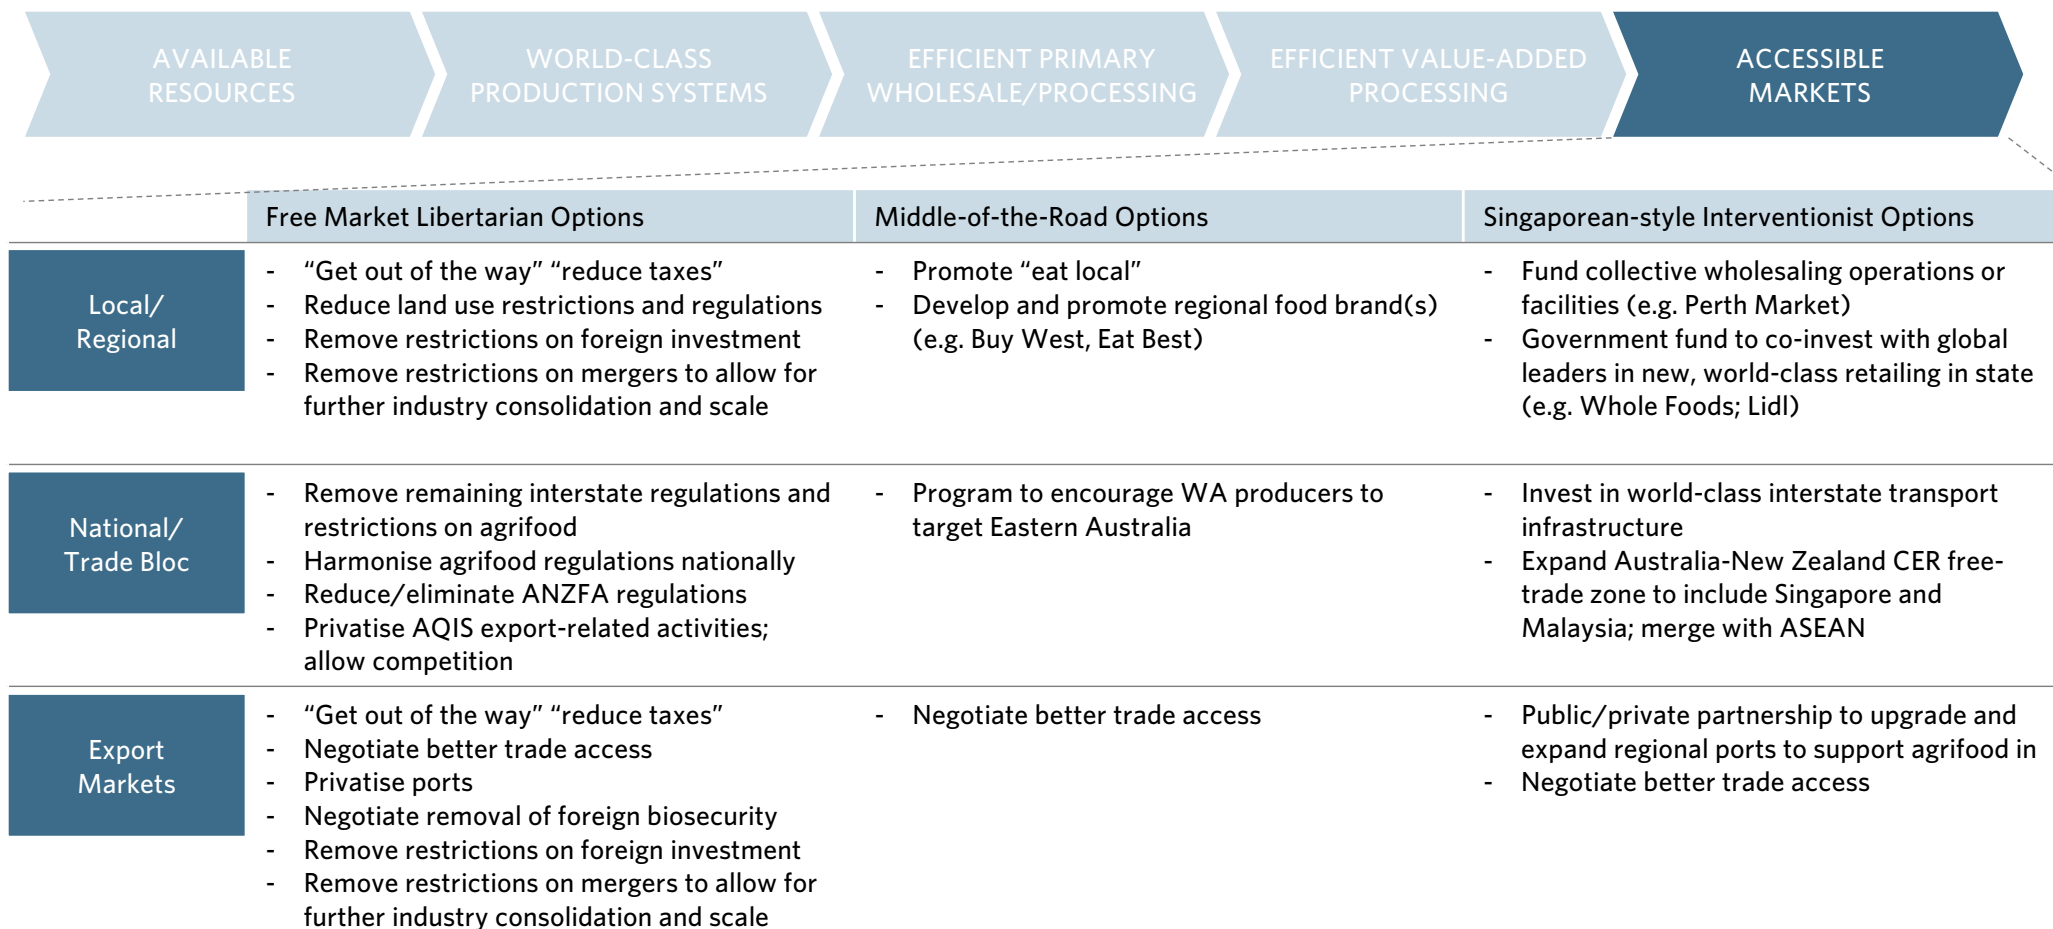 AVAILABLE
RESOURCES
WORLD-CLASS
PRODUCTION SYSTEMS
EFFICIENT PRIMARY
WHOLESALE/PROCESSING
EFFICIENT VALUE-ADDED
PROCESSING
ACCESSIBLE
MARKETS
Free Market Libertarian Options
Middle-of-the-Road Options
Singaporean-style Interventionist Options
Local/
Regional
- “Get out of the way” “reduce taxes”
- Reduce land use restrictions and regulations
- Remove restrictions on foreign investment
- Remove restrictions on mergers to allow for
further industry consolidation and scale
- Promote “eat local”
- Develop and promote regional food brand(s)
(e.g. Buy West, Eat Best)
- Fund collective wholesaling operations or
facilities (e.g. Perth Market)
- Government fund to co-invest with global
leaders in new, world-class retailing in state
(e.g. Whole Foods; Lidl)
National/
Trade Bloc
- Remove remaining interstate regulations and
restrictions on agrifood
- Harmonise agrifood regulations nationally
- Reduce/eliminate ANZFA regulations
- Privatise AQIS export-related activities;
allow competition
- Program to encourage WA producers to
target Eastern Australia
- Invest in world-class interstate transport
infrastructure
- Expand Australia-New Zealand CER free-
trade zone to include Singapore and
Malaysia; merge with ASEAN
Export
Markets
- “Get out of the way” “reduce taxes”
- Negotiate better trade access
- Privatise ports
- Negotiate removal of foreign biosecurity
- Remove restrictions on foreign investment
- Remove restrictions on mergers to allow for
further industry consolidation and scale
- Negotiate better trade access
- Public/private partnership to upgrade and
expand regional ports to support agrifood in
- Negotiate better trade access